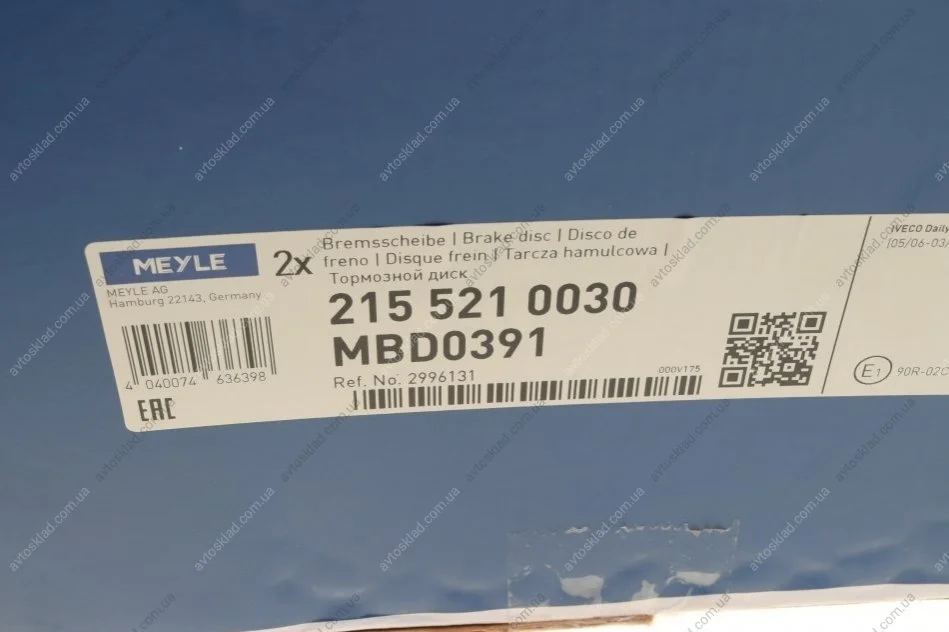 MEYLE
MEYLE AG
Hamburg 22143, Germany
4 040074 636398
EAC
2x
Bremsscheibe | Brake disc | Disco de
freno | Disque frein | Tarcza hamulcowa |
Тормозной диск
215 521 0030
MBD0391
Ref. No. 2996131
000V175
IVECO Daily
(05/06-03/
E1
90R-02C
avtosklad.com.ua